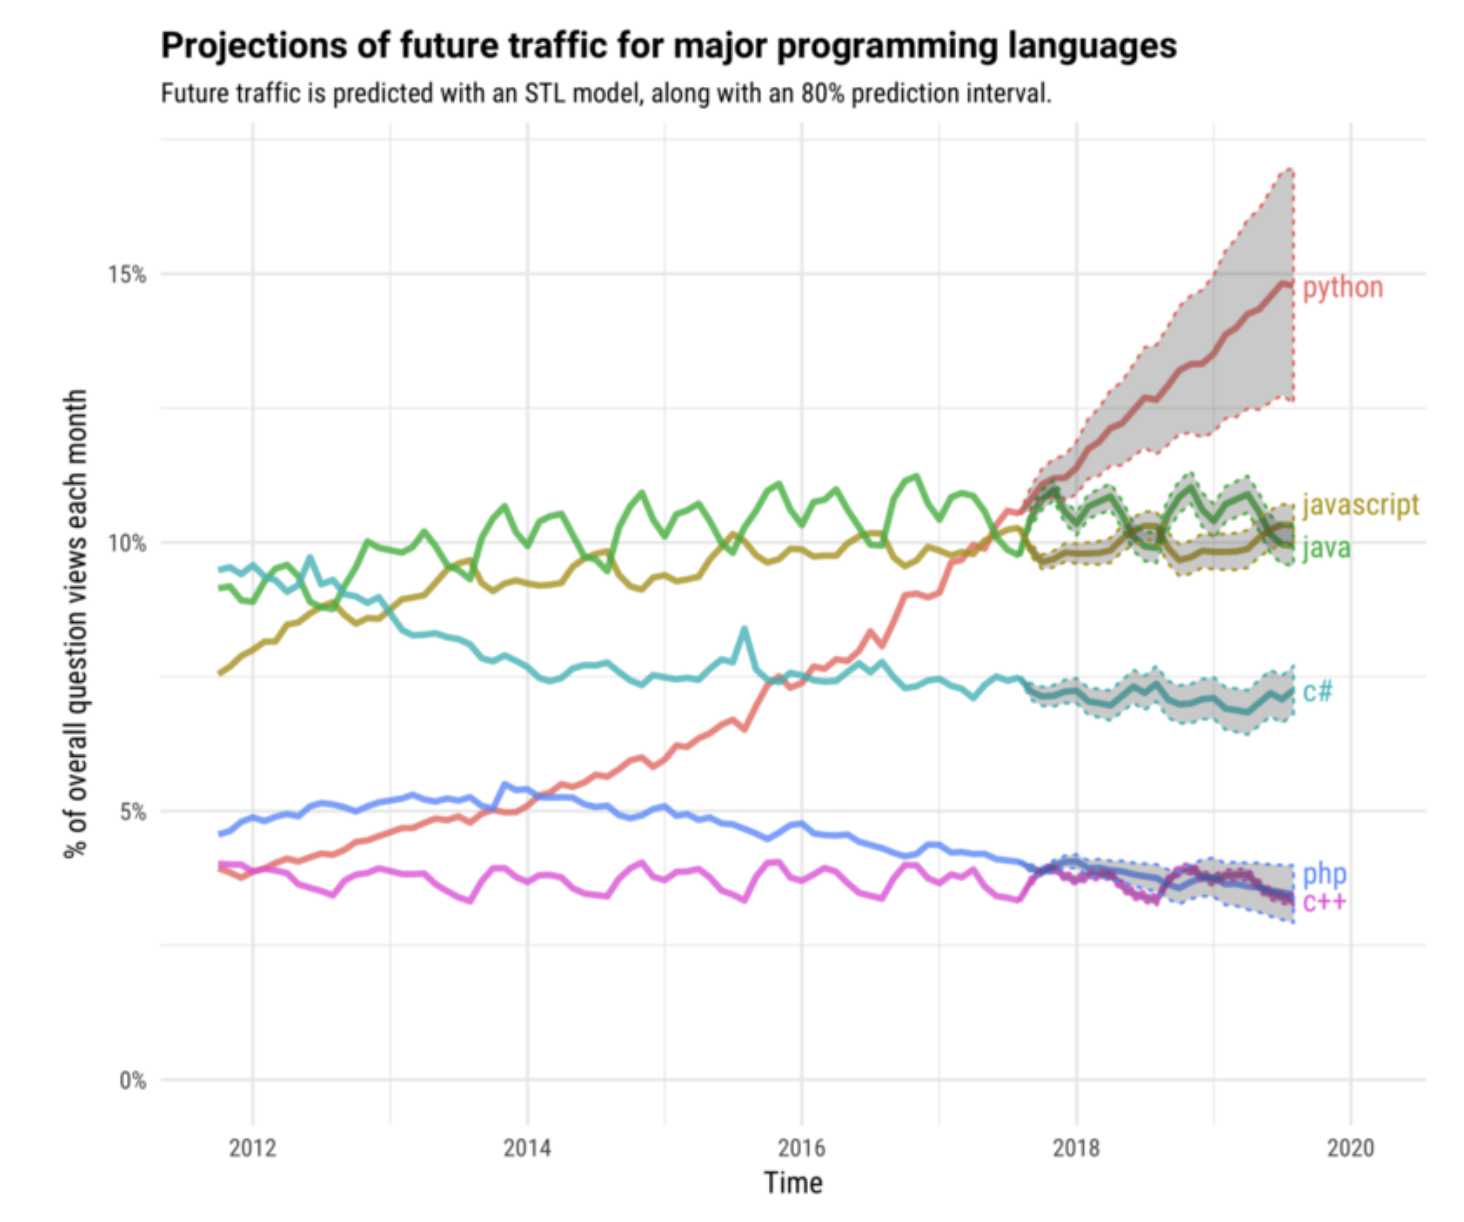 Projections of future traffic for major programming languages
Future traffic is predicted with an STL model, along with an 80% prediction interval.
% of overall question views each month
15%
10%
5%
0%
python
javascript
java
c#
php
c++
2012
2014
2016
2018
2020
Time